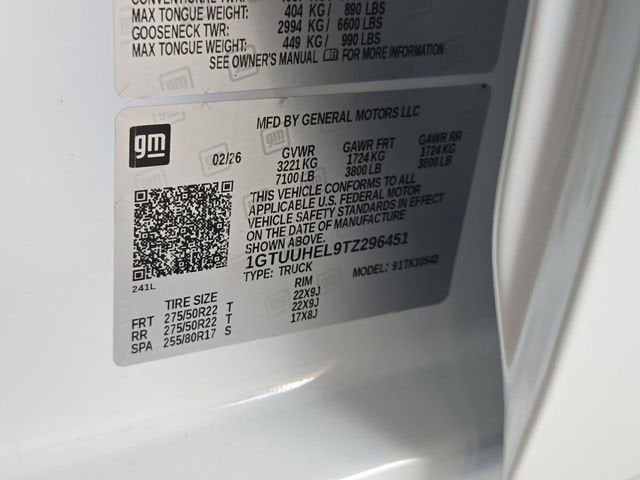 MAX TONGUE WEIGHT: 404 KG / 890 LBS
GOOSENECK TWR: 2994 KG / 6600 LBS
MAX TONGUE WEIGHT: 449 KG / 990 LBS
SEE OWNER'S MANUAL FOR MORE INFORMATION
gm
MFD BY GENERAL MOTORS LLC
02/26
GVWR GAWR FRT GAWR RR
3221 KG 1724 KG 1724 KG
7100 LB 3800 LB 3800 LB
THIS VEHICLE CONFORMS TO ALL
APPLICABLE U.S. FEDERAL MOTOR
VEHICLE SAFETY STANDARDS IN EFFECT
ON THE DATE OF MANUFACTURE
1GTUUHEL9TZ296451
TYPE: TRUCK MODEL: 91TK10543
241L
TIRE SIZE RIM
FRT 275/50R22 T 22X9J
RR 275/50R22 T 22X9J
SPA 255/80R17 S 17X8J